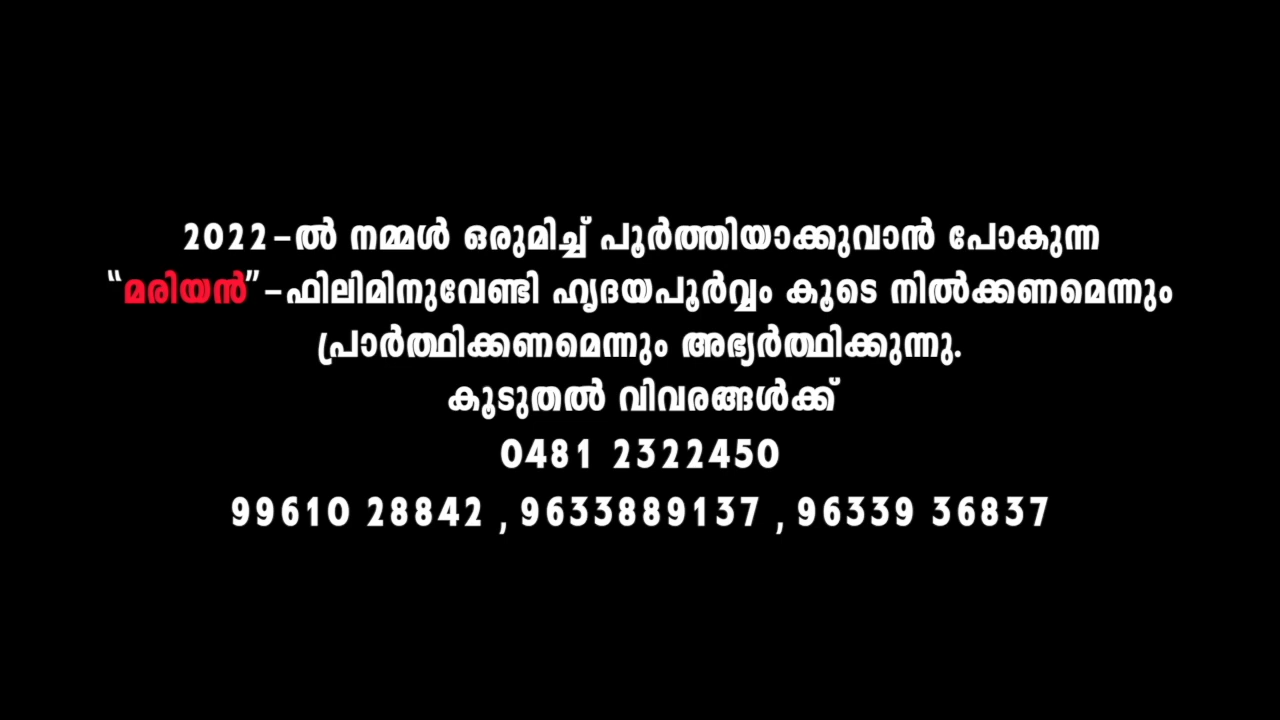 2022-ൽ നമ്മൾ ഒരുമിച്ച് പൂർത്തിയാക്കുവാൻ പോകുന്ന
“മരിയൻ”-ഫിലിമിനുവേണ്ടി ഹൃദയപൂർവ്വം കൂടെ നിൽക്കണമെന്നും
പ്രാർത്ഥിക്കണമെന്നും അഭ്യർത്ഥിക്കുന്നു.
കൂടുതൽ വിവരങ്ങൾക്ക്
0481 2322450
99610 28842 , 9633889137 , 96339 36837